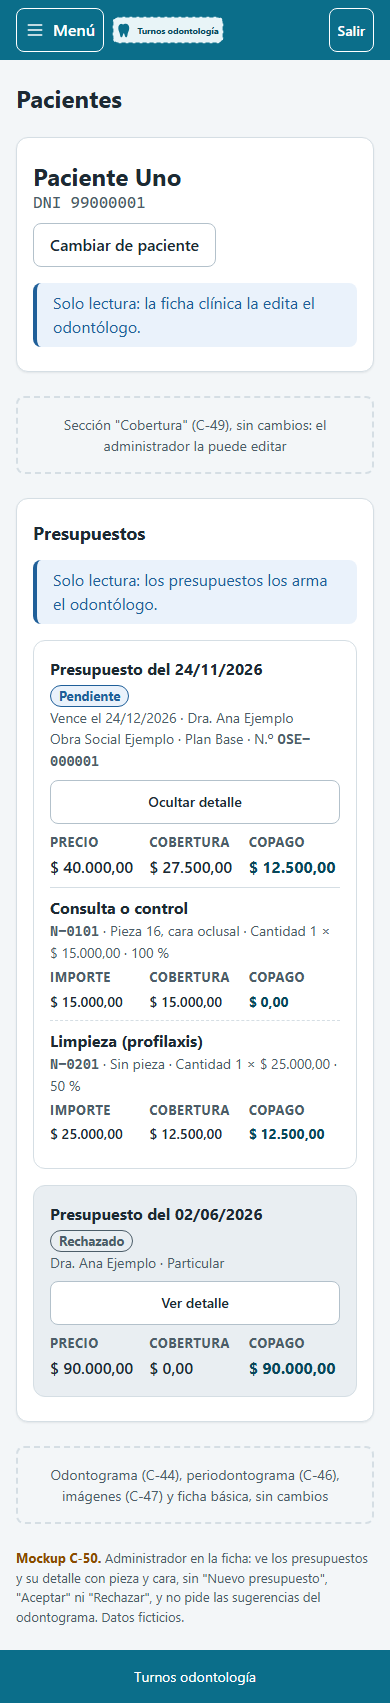 Menú
Turnos odontología
Salir
Pacientes
Paciente Uno
DNI 99000001
Cambiar de paciente
Solo lectura: la ficha clínica la edita el
odontólogo.
Sección "Cobertura" (C-49), sin cambios: el
administrador la puede editar
Presupuestos
Solo lectura: los presupuestos los arma
el odontólogo.
Presupuesto del 24/11/2026
Pendiente
Vence el 24/12/2026 · Dra. Ana Ejemplo
Obra Social Ejemplo · Plan Base · N.º OSE-
000001
Ocultar detalle
PRECIO COBERTURA COPAGO
$ 40.000,00 $ 27.500,00 $ 12.500,00
Consulta o control
N-0101 · Pieza 16, cara oclusal · Cantidad 1 ×
$ 15.000,00 · 100 %
IMPORTE COBERTURA COPAGO
$ 15.000,00 $ 15.000,00 $ 0,00
Limpieza (profilaxis)
N-0201 · Sin pieza · Cantidad 1 × $ 25.000,00 ·
50 %
IMPORTE COBERTURA COPAGO
$ 25.000,00 $ 12.500,00 $ 12.500,00
Presupuesto del 02/06/2026
Rechazado
Dra. Ana Ejemplo · Particular
Ver detalle
PRECIO COBERTURA COPAGO
$ 90.000,00 $ 0,00 $ 90.000,00
Odontograma (C-44), periodontograma (C-46),
imágenes (C-47) y ficha básica, sin cambios
Mockup C-50. Administrador en la ficha: ve los presupuestos
y su detalle con pieza y cara, sin "Nuevo presupuesto",
"Aceptar" ni "Rechazar", y no pide las sugerencias del
odontograma. Datos ficticios.
Turnos odontología